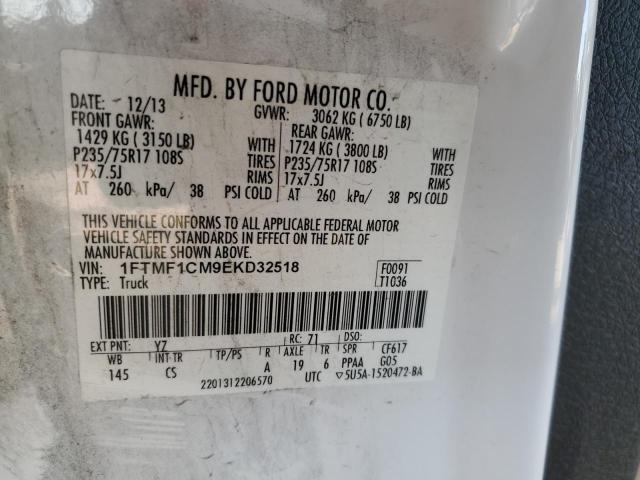 MFD. BY FORD MOTOR CO.
DATE: 12/13 GVWR: 3062 KG ( 6750 LB)
FRONT GAWR: REAR GAWR:
1429 KG ( 3150 LB) WITH 1724 KG ( 3800 LB) WITH
P235/75R17 108S TIRES P235/75R17 108S TIRES
17x7.5J RIMS 17x7.5J RIMS
AT 260 kPa/ 38 PSI COLD AT 260 kPa/ 38 PSI COLD
THIS VEHICLE CONFORMS TO ALL APPLICABLE FEDERAL MOTOR
VEHICLE SAFETY STANDARDS IN EFFECT ON THE DATE OF
MANUFACTURE SHOWN ABOVE.
VIN: 1FTMF1CM9EKD32518 F0091
TYPE: Truck T1036
EXT PNT: YZ RC: 71 DSO:
WB INT TR TP/PS R AXLE TR SPR CF617
145 CS A 19 6 PPAA G05
2201312206570 UTC ▽5U5A-1520472-BA